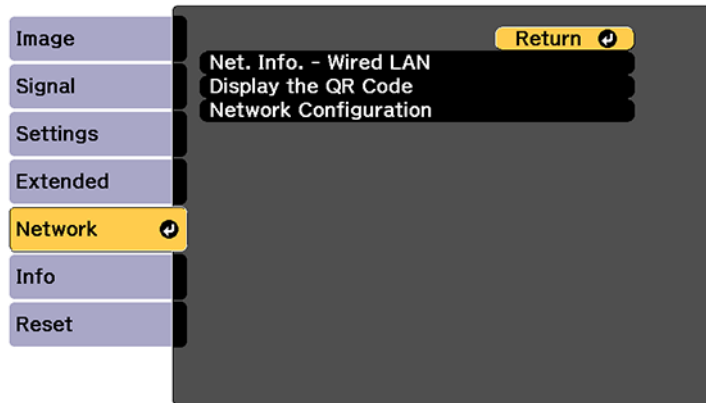 Image
Signal
Settings
Extended
Network
Info
Reset
Return
Net. Info. - Wired LAN
Display the QR Code
Network Configuration